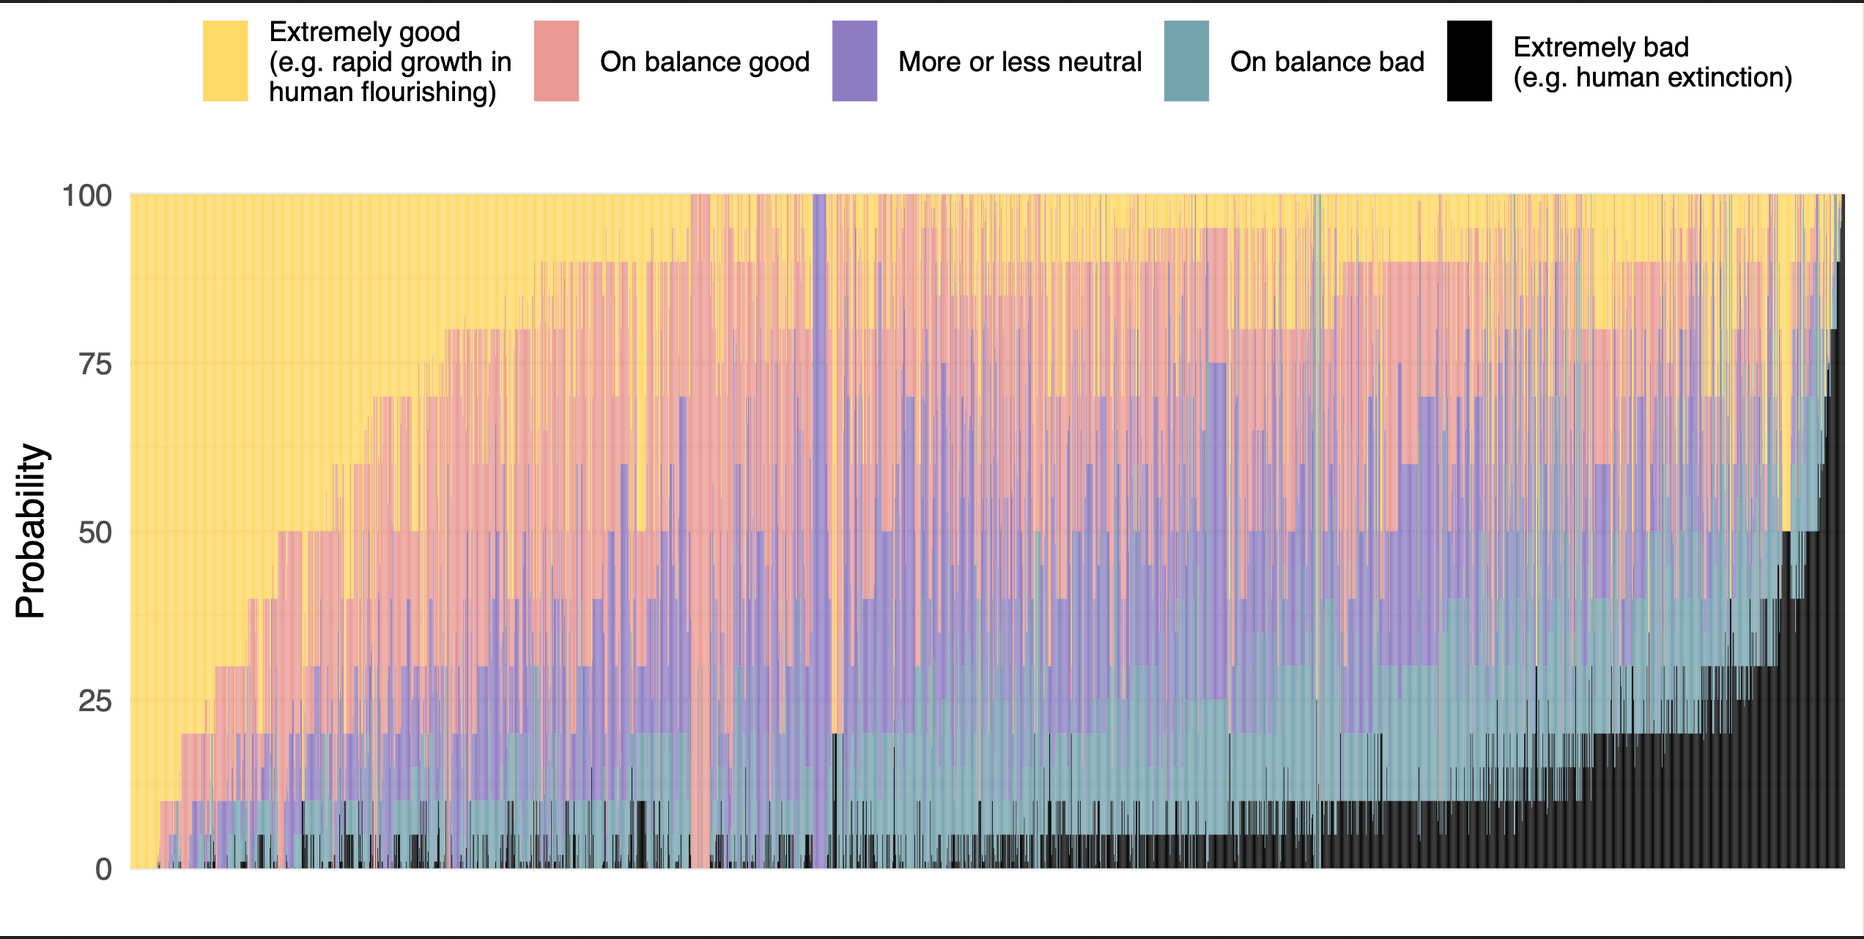 Extremely good
(e.g. rapid growth in
human flourishing)
On balance good
More or less neutral
On balance bad
Extremely bad
(e.g. human extinction)
100
75
50
25
0
Probability